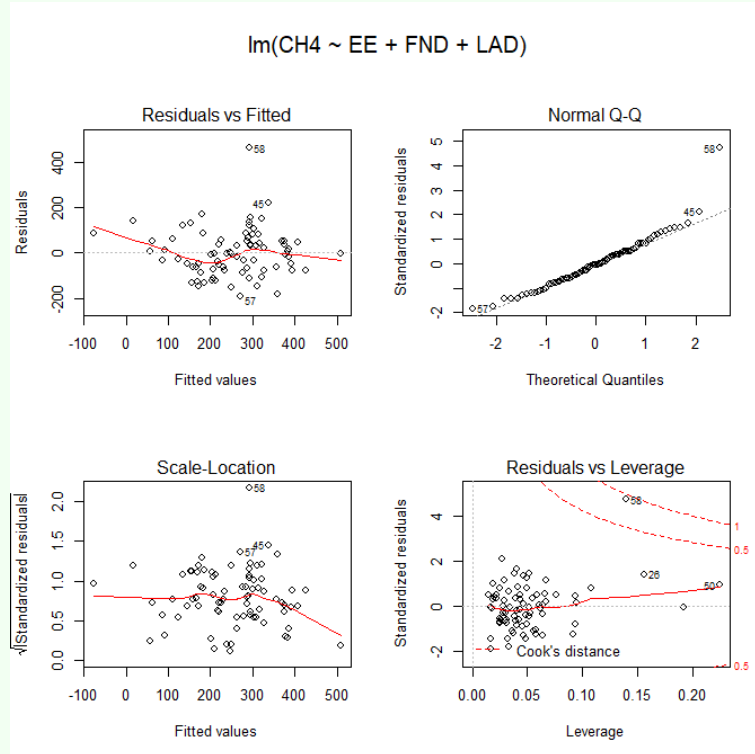 lm(CH4 ~ EE + FND + LAD)
Residuals vs Fitted
Residuals
-200 0 200 400
58
45
57
-100 0 100 200 300 400 500
Fitted values
Normal Q-Q
Standardized residuals
-2 -1 0 1 2 3 4 5
58
45
57
-2 -1 0 1 2
Theoretical Quantiles
Scale-Location
√|Standardized residuals|
0.0 0.5 1.0 1.5 2.0
58
45
57
-100 0 100 200 300 400 500
Fitted values
Residuals vs Leverage
Standardized residuals
-2 0 2 4
58
26
50
1
0.5
0.5
Cook's distance
0.00 0.05 0.10 0.15 0.20
Leverage